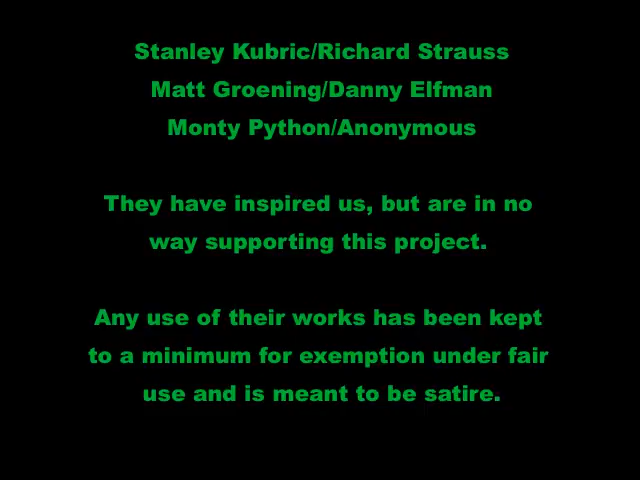 Stanley Kubric/Richard Strauss
Matt Groening/Danny Elfman
Monty Python/Anonymous
They have inspired us, but are in no
way supporting this project.
Any use of their works has been kept
to a minimum for exemption under fair
use and is meant to be satire.